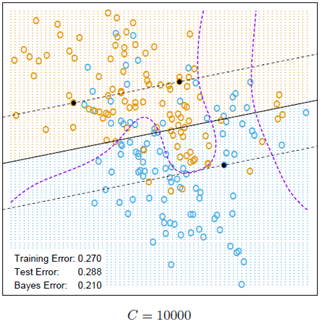 Training Error: 0.270
Test Error: 0.288
Bayes Error: 0.210
C = 10000